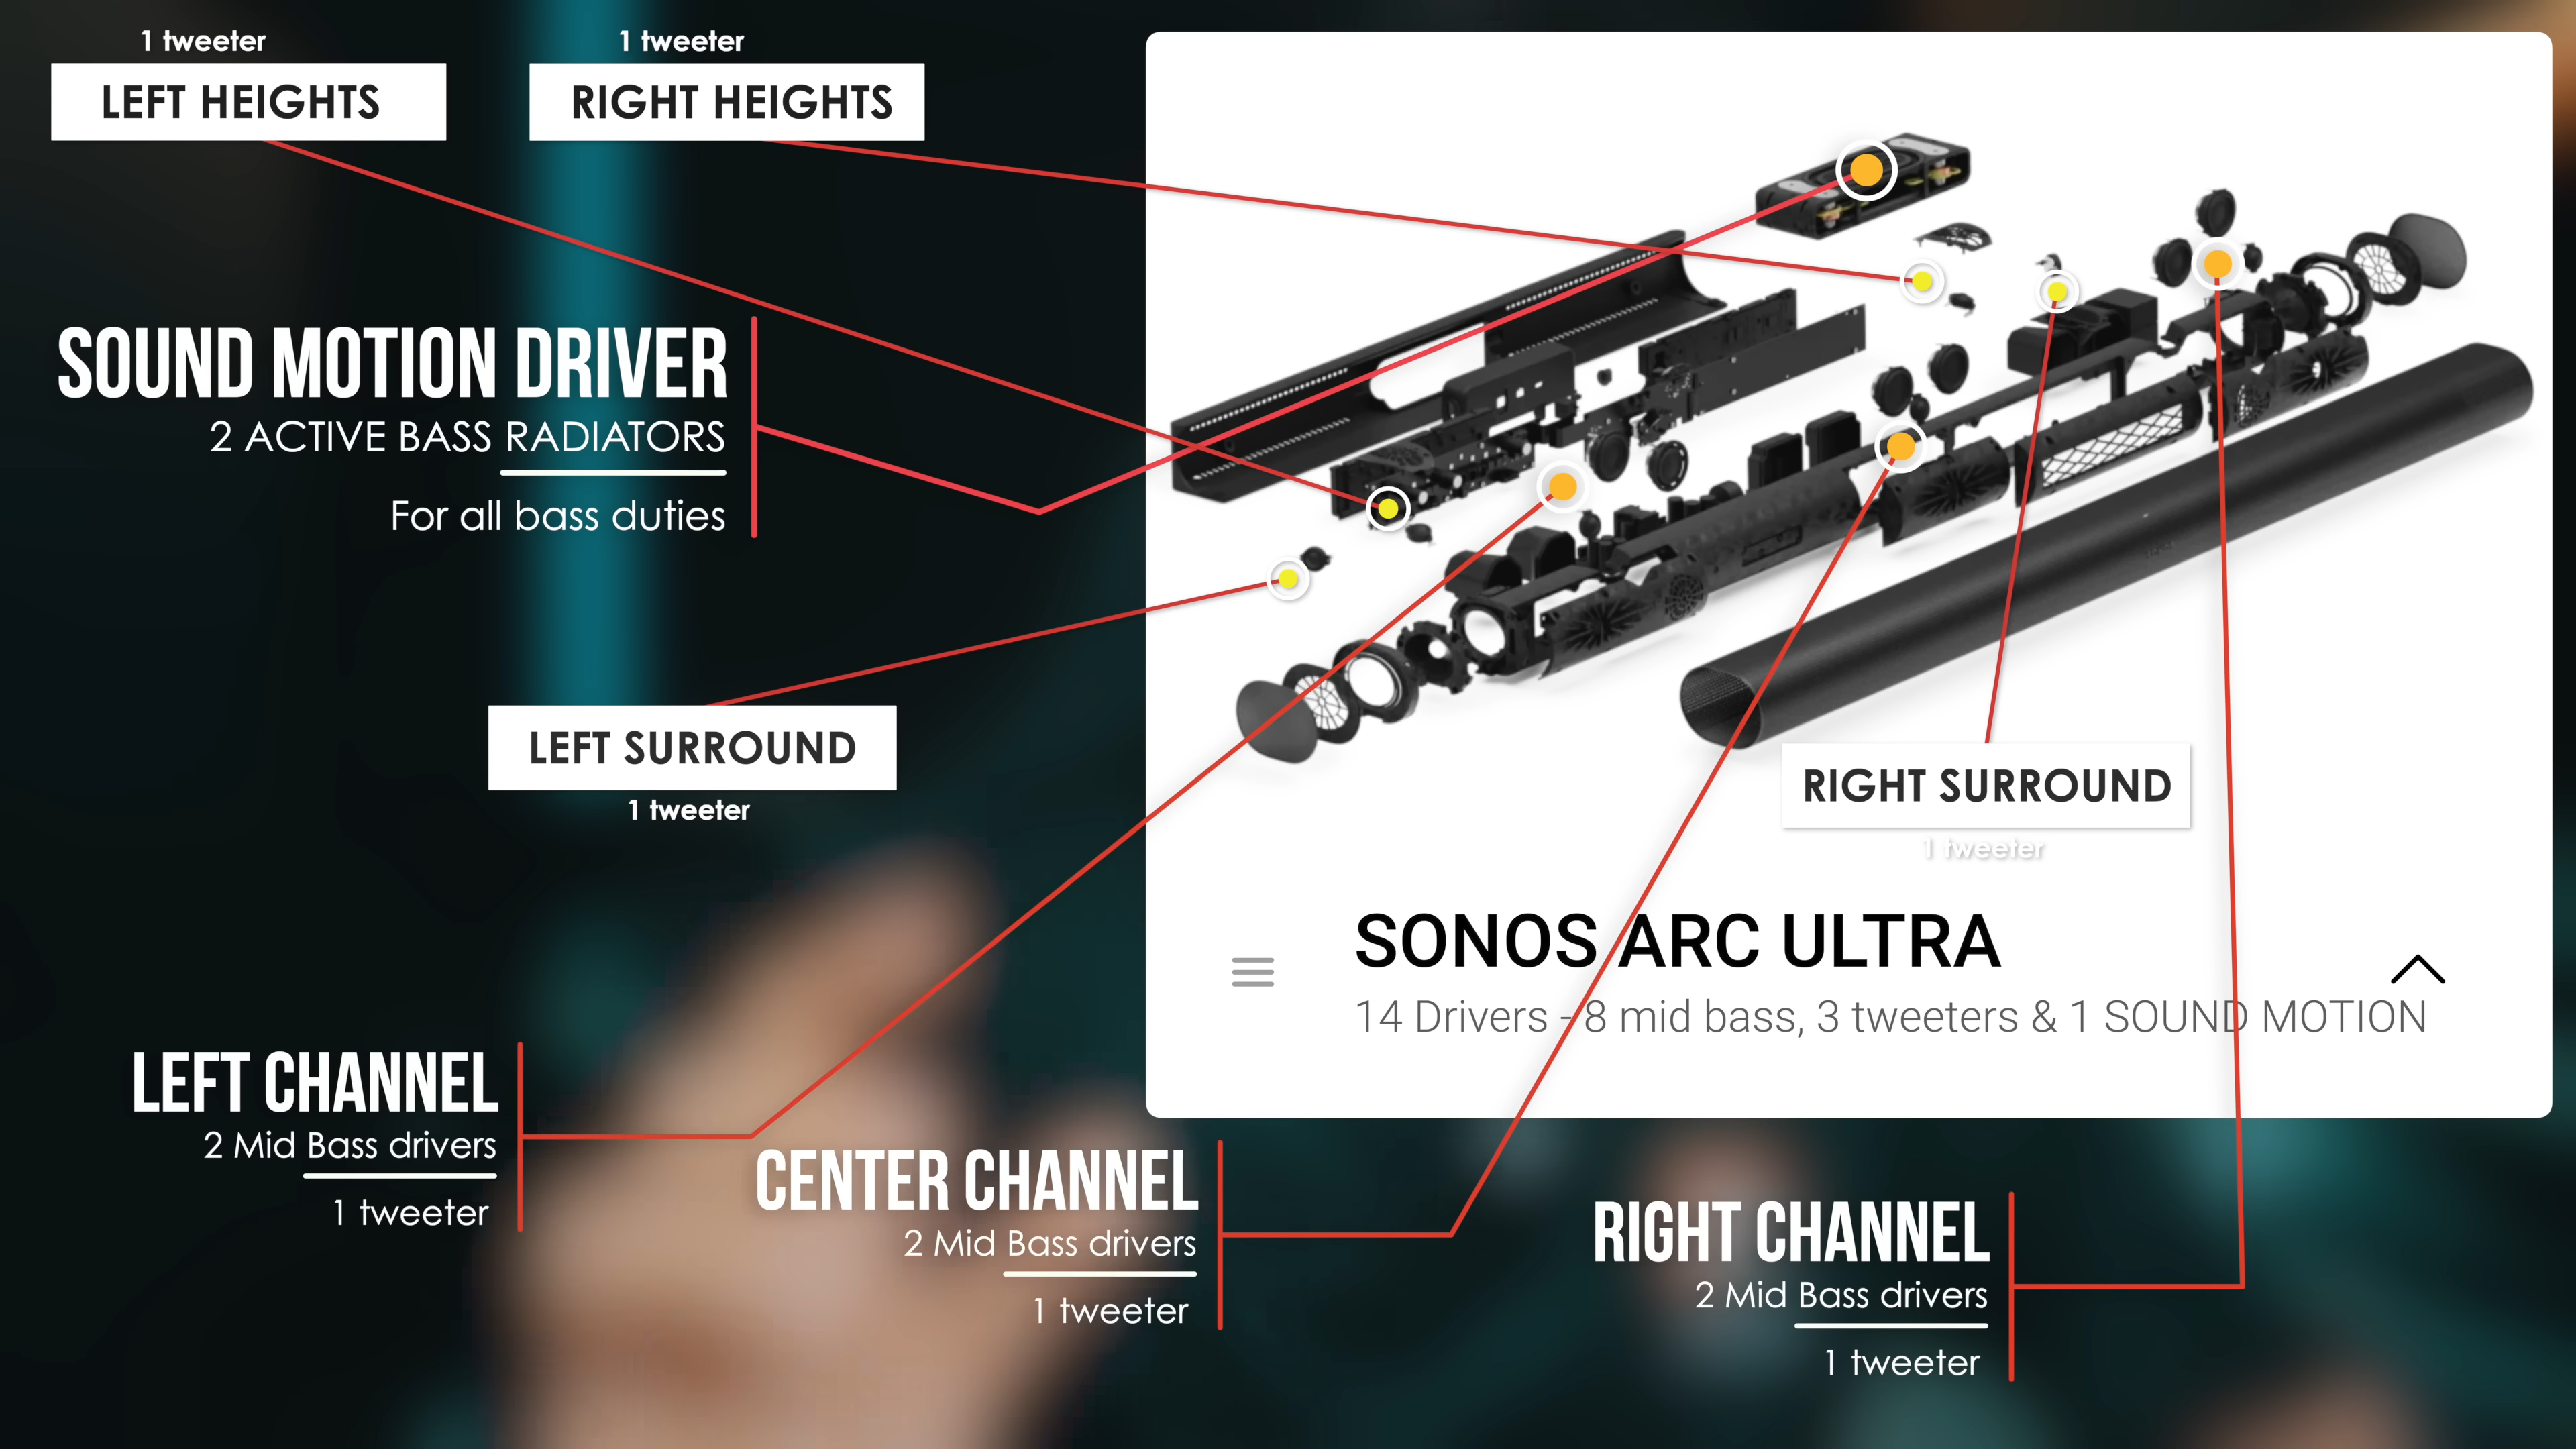 1 tweeter
LEFT HEIGHTS
1 tweeter
RIGHT HEIGHTS
SOUND MOTION DRIVER
2 ACTIVE BASS RADIATORS
For all bass duties
LEFT SURROUND
1 tweeter
RIGHT SURROUND
1 tweeter
SONOS ARC ULTRA
14 Drivers - 8 mid bass, 3 tweeters & 1 SOUND MOTION
LEFT CHANNEL
2 Mid Bass drivers
1 tweeter
CENTER CHANNEL
2 Mid Bass drivers
1 tweeter
RIGHT CHANNEL
2 Mid Bass drivers
1 tweeter